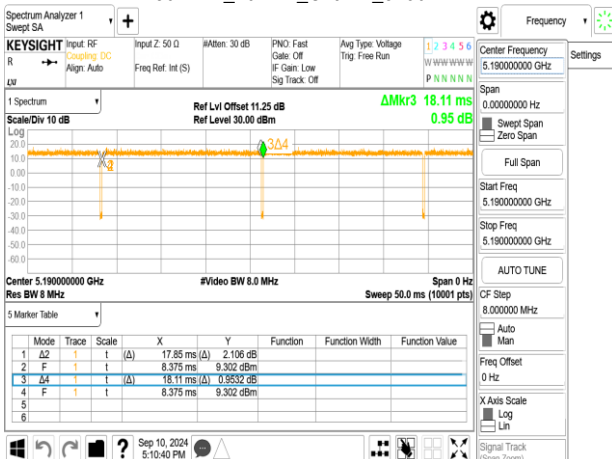 Spectrum Analyzer 1
Swept SA
Frequency
KEYSIGHT
R
Input: RF
Coupling: DC
Align: Auto
Input Z: 50 Ω
Freq Ref: Int (S)
#Atten: 30 dB
PNO: Fast
Gate: Off
IF Gain: Low
Sig Track: Off
Avg Type: Voltage
Trig: Free Run
1 2 3 4 5 6
W W W W W W
P N N N N N
Settings
Center Frequency
5.190000000 GHz
Span
0.00000000 Hz
Swept Span
Zero Span
Full Span
Start Freq
5.190000000 GHz
Stop Freq
5.190000000 GHz
AUTO TUNE
CF Step
8.000000 MHz
Auto
Man
Freq Offset
0 Hz
X Axis Scale
Log
Lin
Signal Track
(Span Zoom)
1 Spectrum
Scale/Div 10 dB
Log
Ref Lvl Offset 11.25 dB
Ref Level 30.00 dBm
ΔMkr3 18.11 ms
0.95 dB
3Δ4
20.0
10.0
0.00
-10.0
-20.0
-30.0
-40.0
-50.0
-60.0
Center 5.190000000 GHz
Res BW 8 MHz
#Video BW 8.0 MHz
Span 0 Hz
Sweep 50.0 ms (10001 pts)
5 Marker Table
Mode Trace Scale X Y Function Function Width Function Value
1 Δ2 1 t (Δ) 17.85 ms (Δ) 2.106 dB
2 F 1 t 8.375 ms 9.302 dBm
3 Δ4 1 t (Δ) 18.11 ms (Δ) 0.9532 dB
4 F 1 t 8.375 ms 9.302 dBm
5
6
?
Sep 10, 2024
5:10:40 PM